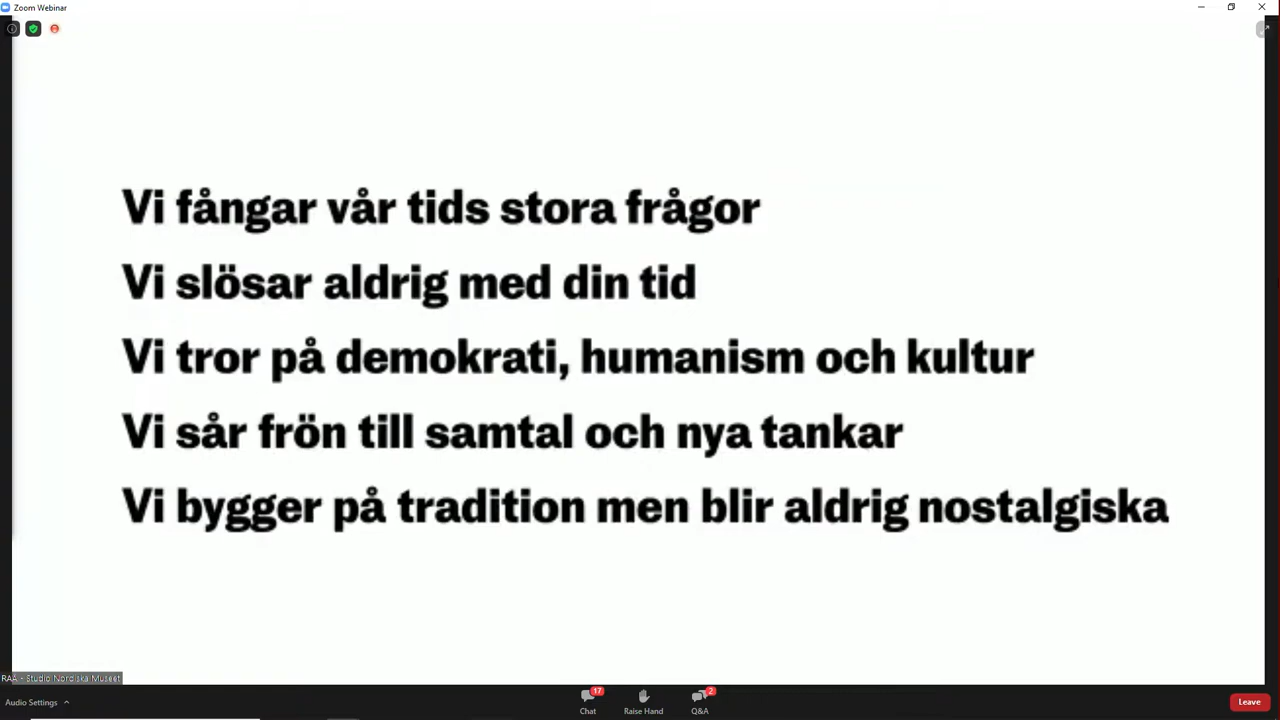 Zoom Webinar
Vi fångar vår tids stora frågor
Vi slösar aldrig med din tid
Vi tror på demokrati, humanism och kultur
Vi sår frön till samtal och nya tankar
Vi bygger på tradition men blir aldrig nostalgiska
RAÄ - Studio Nordiska Museet
Audio Settings
17
Chat
Raise Hand
2
Q&A
Leave